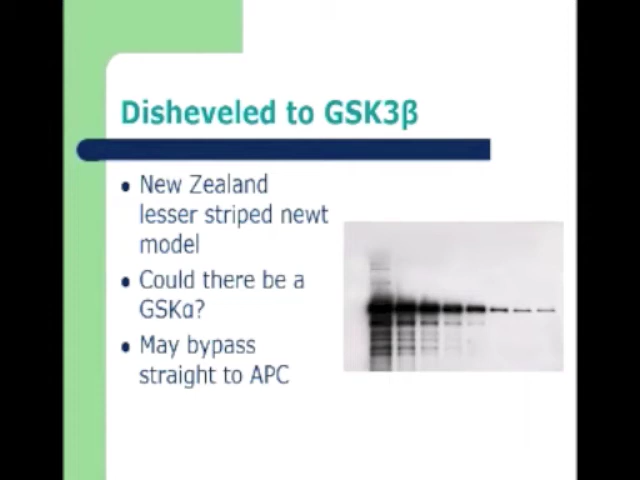 Disheveled to GSK3β
• New Zealand
lesser striped newt
model
• Could there be a
GSKα?
• May bypass
straight to APC